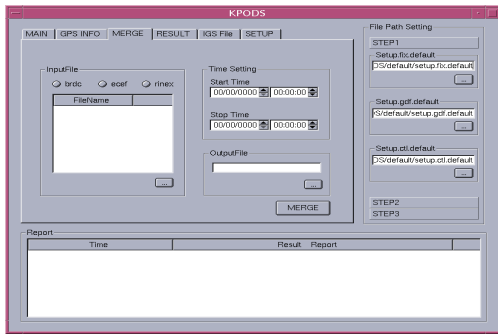 KPODS
MAIN GPS INFO MERGE RESULT IGS File SETUP
InputFile
brdc ecef rinex
FileName
...
Time Setting
Start Time
00/00/0000 00:00:00
Stop Time
00/00/0000 00:00:00
OutputFile
...
MERGE
File Path Setting
STEP1
Setup.fix.default
DS/default/setup.fix.default
...
Setup.gdf.default
/S/default/setup.gdf.default
...
Setup.ctl.default
DS/default/setup.ctl.default
...
STEP2
STEP3
Report
Time Result Report